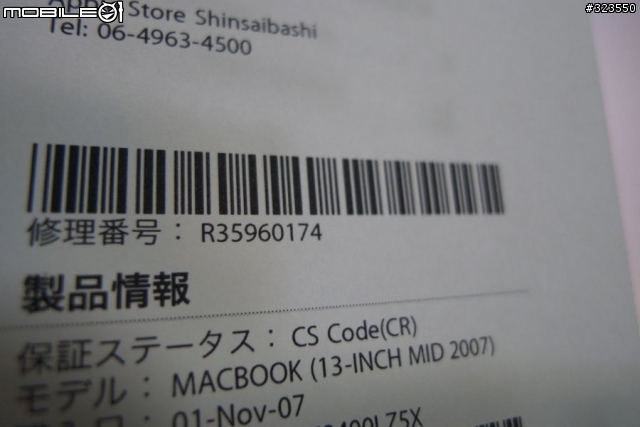 MOBILE01
#323550
Apple Store Shinsaibashi
Tel: 06-4963-4500
修理番号： R35960174
製品情報
保証ステータス： CS Code(CR)
モデル： MACBOOK (13-INCH MID 2007)
01-Nov-07